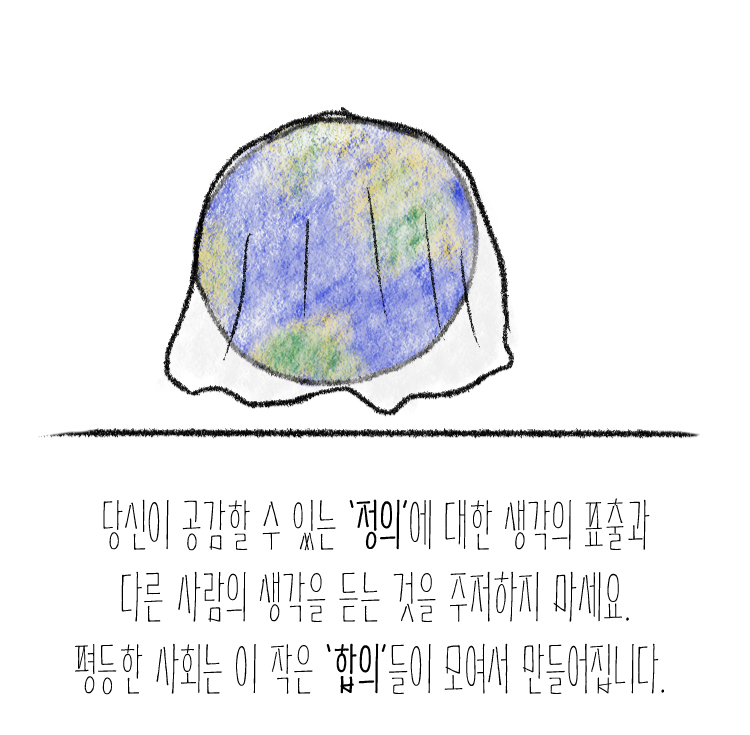 당신이 공감할 수 있는 '정의'에 대한 생각의 표출과
다른 사람의 생각을 듣는 것을 주저하지 마세요.
평등한 사회는 이 작은 '합의'들이 모여서 만들어집니다.